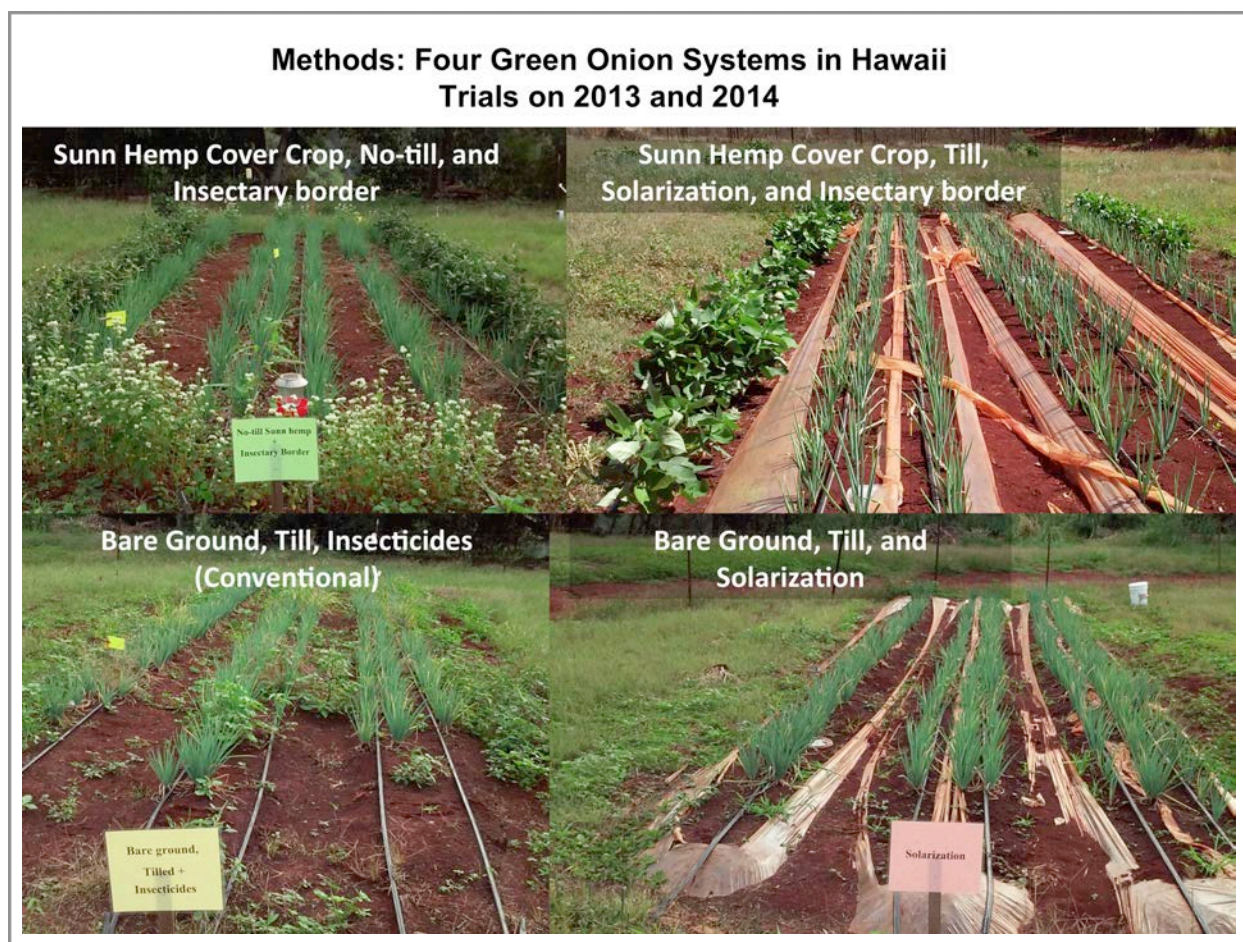 Methods: Four Green Onion Systems in Hawaii
Trials on 2013 and 2014
Sunn Hemp Cover Crop, No-till, and
Insectary border
Sunn Hemp Cover Crop, Till,
Solarization, and Insectary border
No-till Sunn hemp
+
Insectary Border
Bare Ground, Till, Insecticides
(Conventional)
Bare Ground, Till, and
Solarization
Bare ground,
Tilled +
Insecticides
Solarization